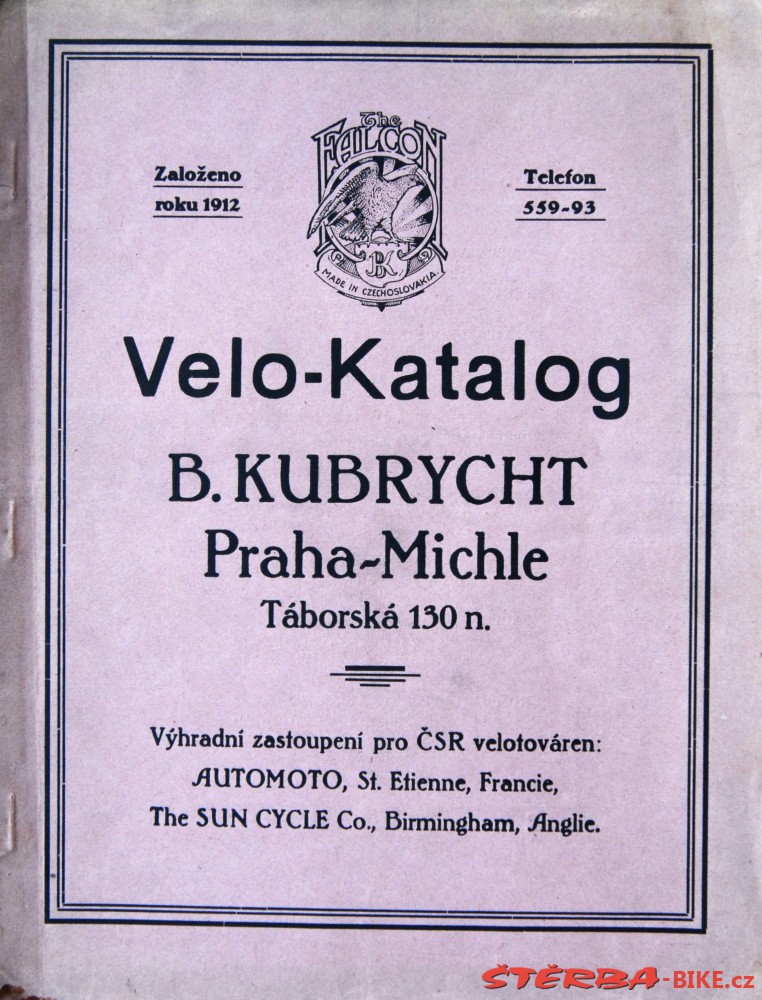 The
FALCON
BK
MADE IN CZECHOSLOVAKIA.
Založeno
roku 1912
Telefon
559-93
Velo-Katalog
B. KUBRYCHT
Praha-Michle
Táborská 130 n.
Výhradní zastoupení pro ČSR velotováren:
AUTOMOTO, St. Etienne, Francie,
The SUN CYCLE Co., Birmingham, Anglie.
ŠTĚRBA-BIKE.cz